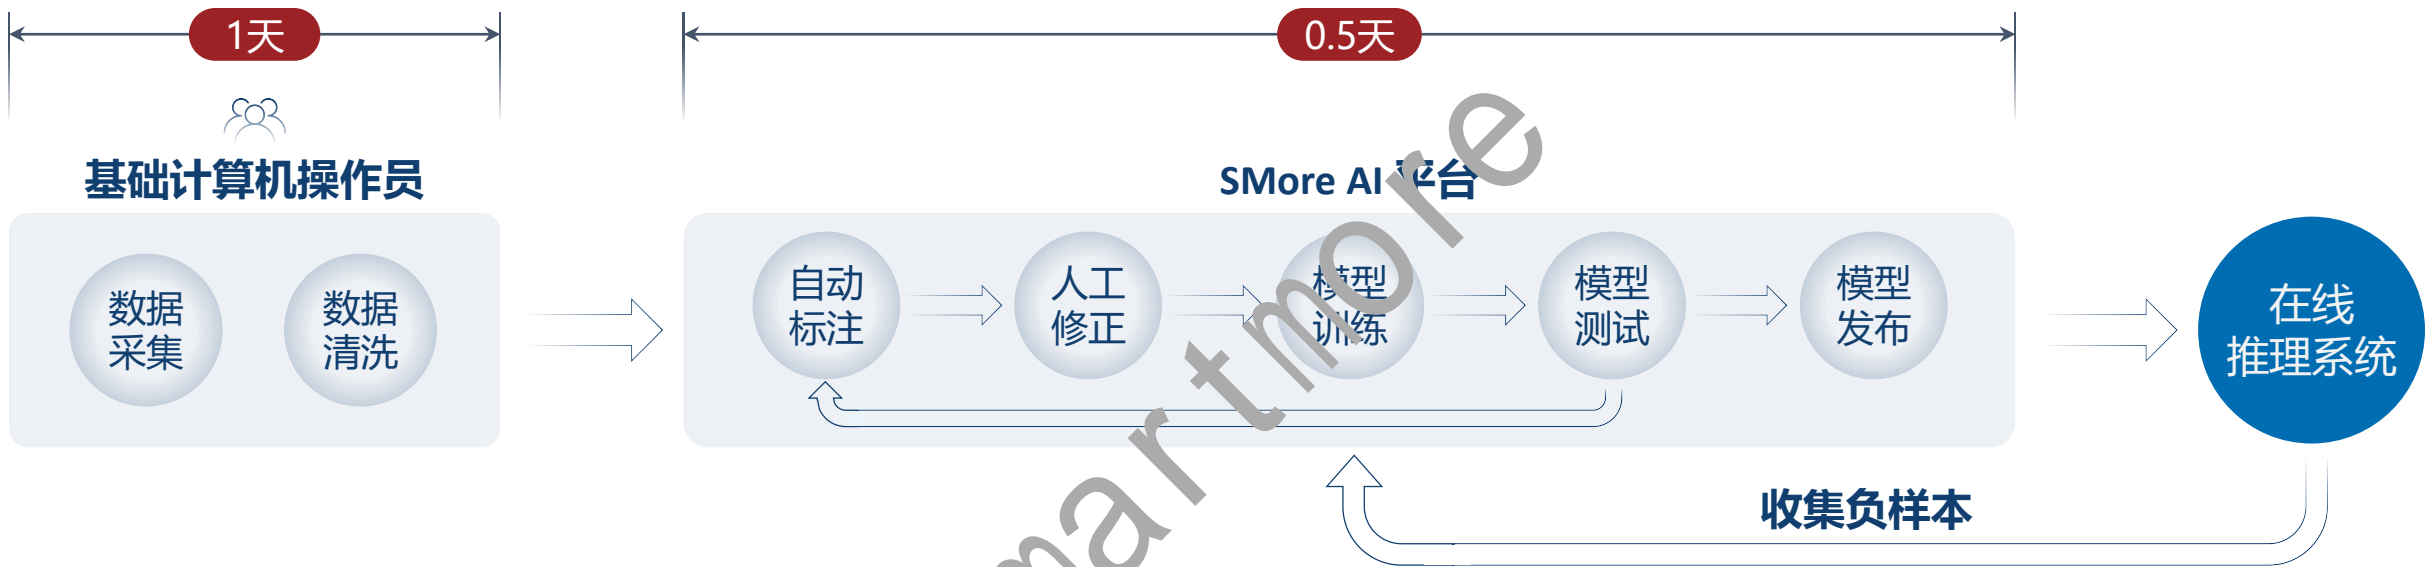 1天
0.5天
基础计算机操作员
SMore AI 平台
数据
采集
数据
清洗
自动
标注
人工
修正
模型
训练
模型
测试
模型
发布
在线
推理系统
收集负样本
martmore